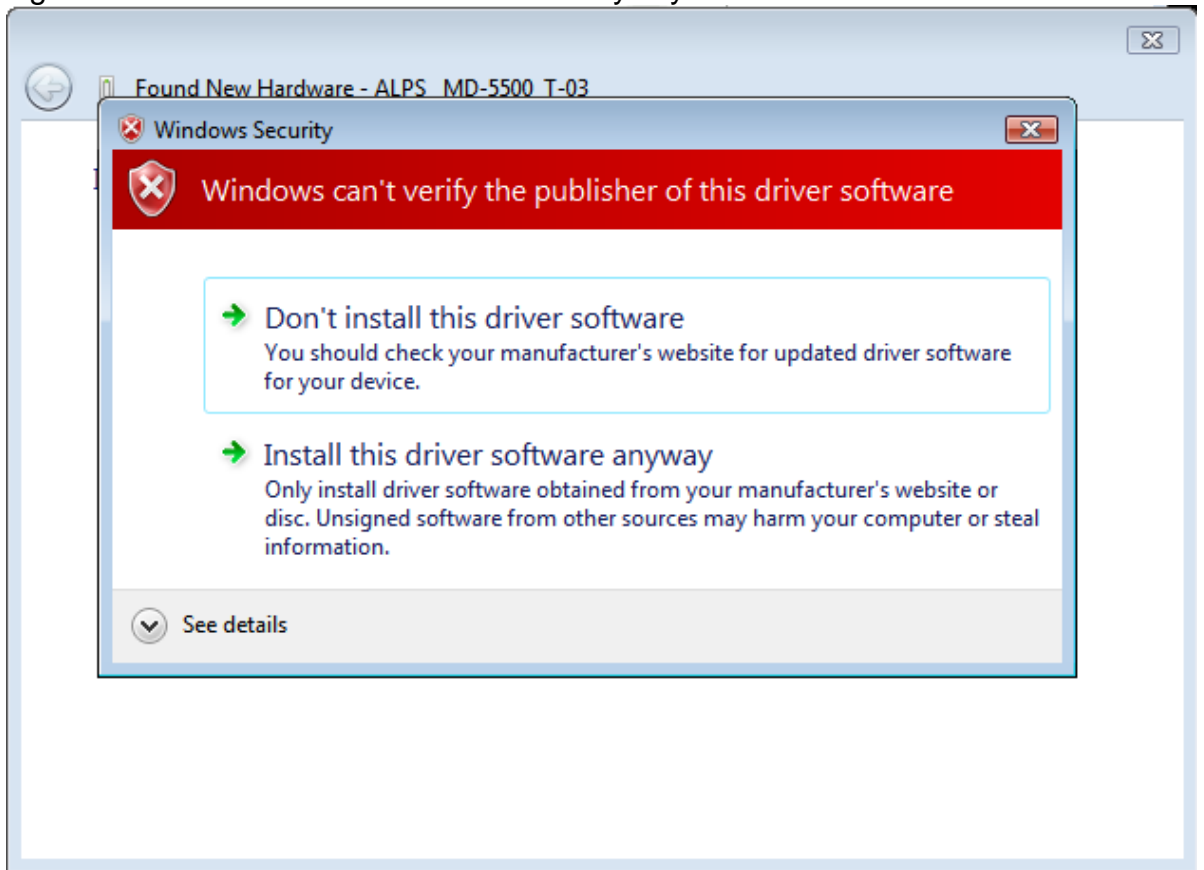 Found New Hardware - ALPS MD-5500 T-03
Windows Security
Windows can't verify the publisher of this driver software
Don't install this driver software
You should check your manufacturer's website for updated driver software
for your device.
Install this driver software anyway
Only install driver software obtained from your manufacturer's website or
disc. Unsigned software from other sources may harm your computer or steal
information.
See details